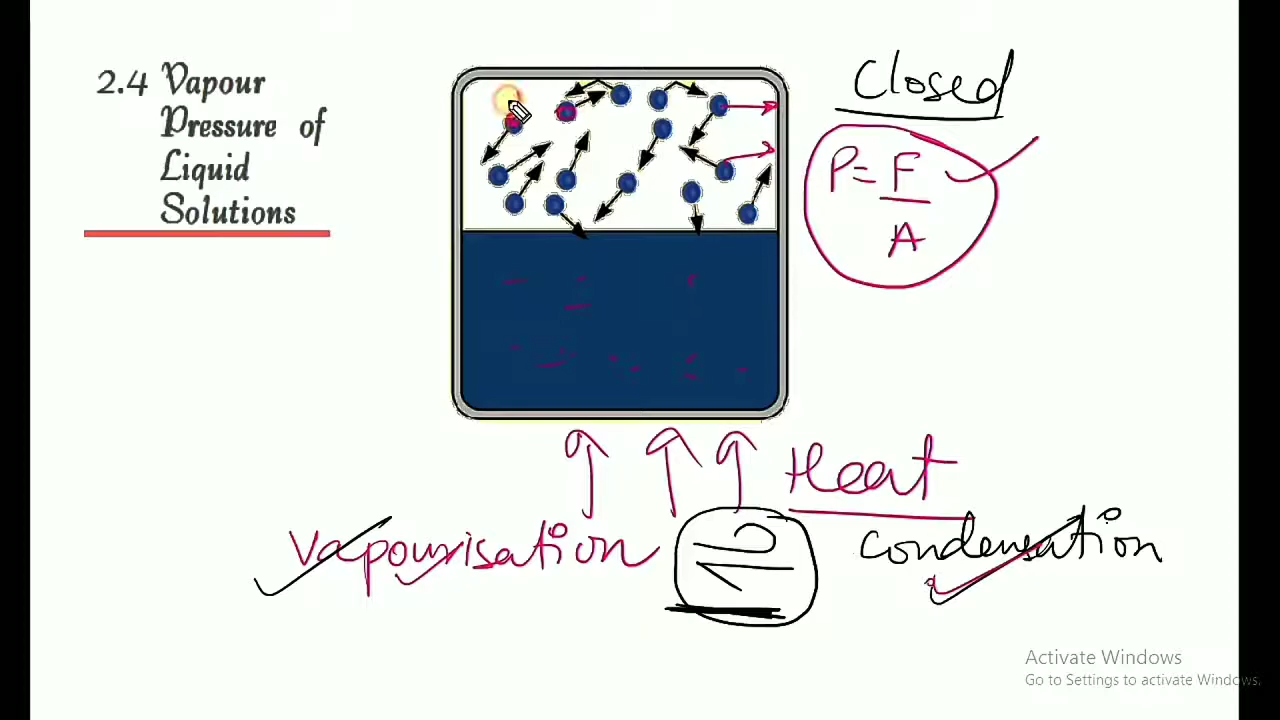 2.4 Vapour
Pressure of
Liquid
Solutions
Closed
P = F
A
Heat
Vapourisation ⇌ condensation
Activate Windows
Go to Settings to activate Windows.